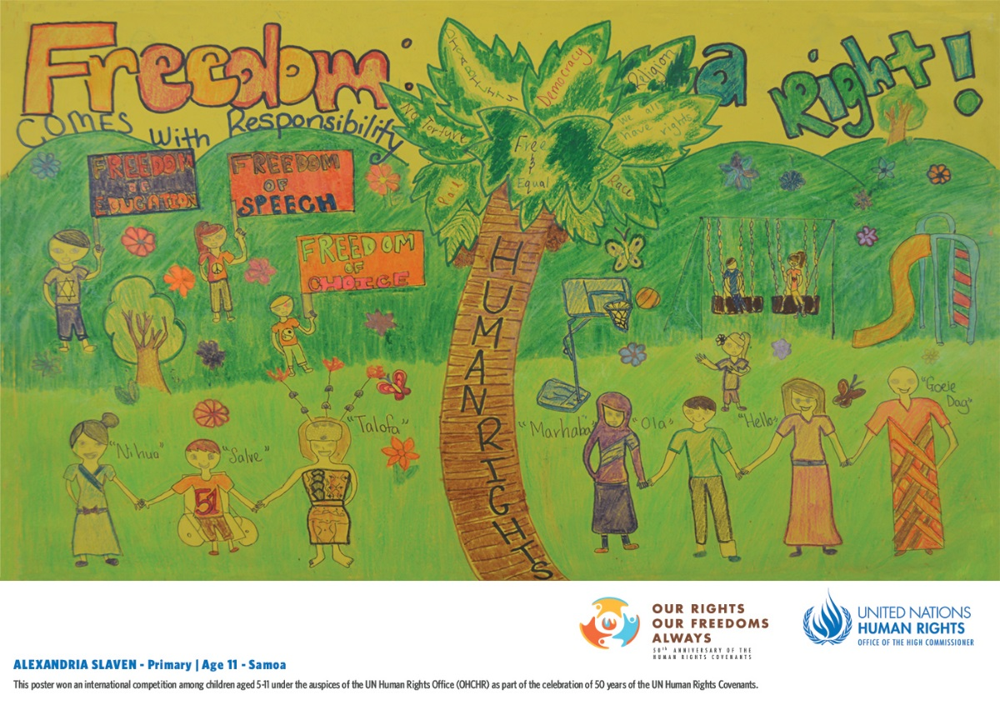 Freedom : a Right!
COMES With Responsibility
Democracy
Religion
No Torture
We all
have rights
Free
&
Equal
Race
FREEDOM
OF
EDUCATION
FREEDOM
OF
SPEECH
FREEDOM
OF
CHOICE
HUMAN RIGHTS
"Ni hua"
"Salve"
51
"Talofa"
"Marhaba"
"Ola"
"Hello"
"Goeie
Dag"
OUR RIGHTS
OUR FREEDOMS
ALWAYS
50th ANNIVERSARY OF THE
HUMAN RIGHTS COVENANTS
UNITED NATIONS
HUMAN RIGHTS
OFFICE OF THE HIGH COMMISSIONER
ALEXANDRIA SLAVEN - Primary | Age 11 - Samoa
This poster won an international competition among children aged 5-11 under the auspices of the UN Human Rights Office (OHCHR) as part of the celebration of 50 years of the UN Human Rights Covenants.